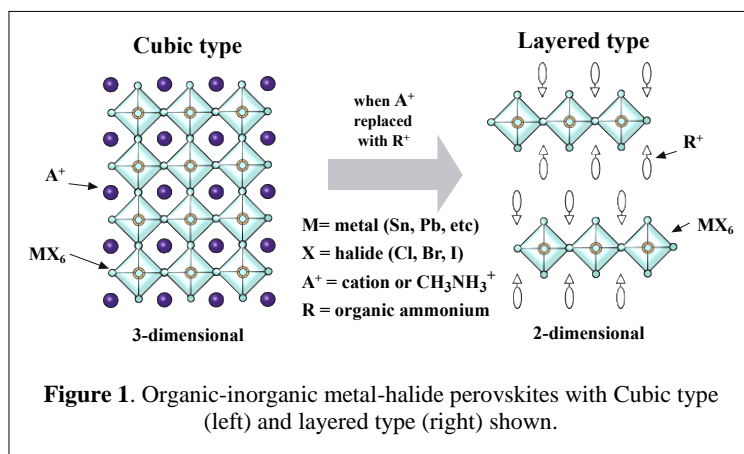 Cubic type
Layered type
when A⁺
replaced
with R⁺
R⁺
A⁺
M= metal (Sn, Pb, etc)
MX₆
X = halide (Cl, Br, I)
MX₆
A⁺ = cation or CH₃NH₃⁺
R = organic ammonium
3-dimensional
2-dimensional
Figure 1. Organic-inorganic metal-halide perovskites with Cubic type
(left) and layered type (right) shown.